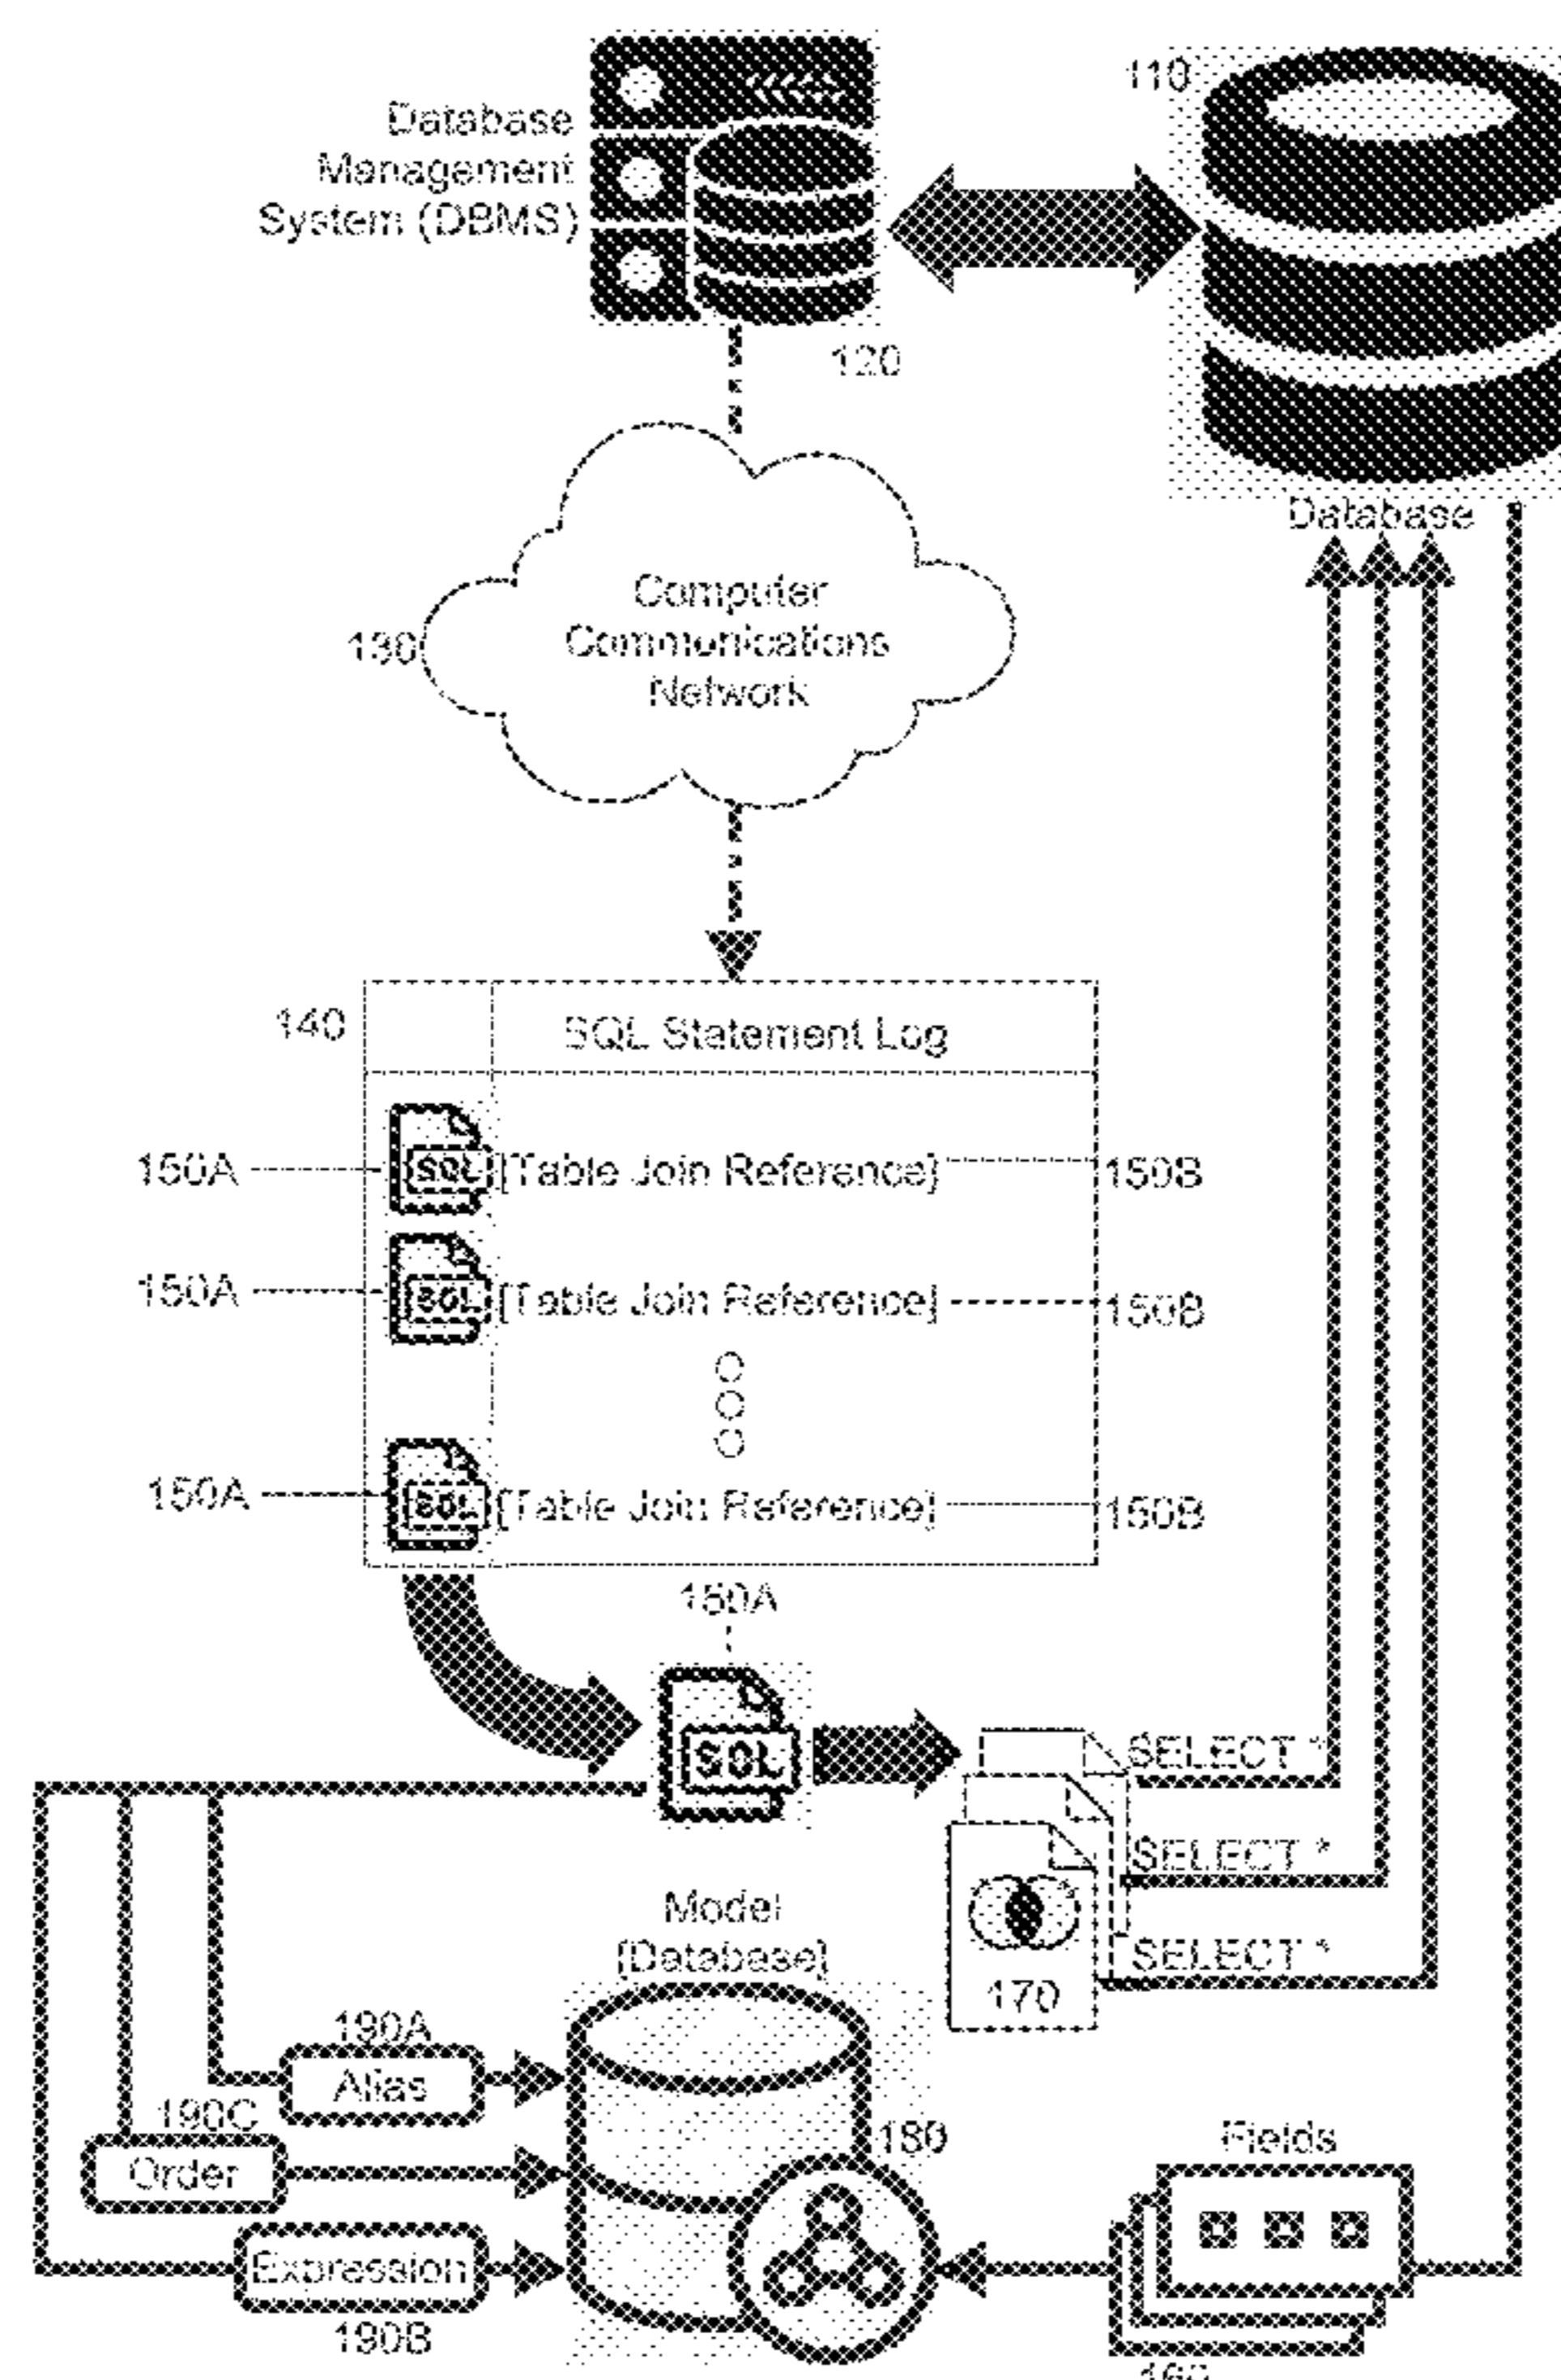 110
Database
Management
System (DBMS)
120
Database
Computer
Communications
Network
130
140
SQL Statement Log
150A
SQL
[Table Join Reference]
150B
150A
SQL
[Table Join Reference]
150B
150A
SQL
[Table Join Reference]
150B
150A
SQL
SELECT *
SELECT *
SELECT *
170
Model
[Database]
190A
Alias
190C
Order
180
Fields
Expression
190B
160